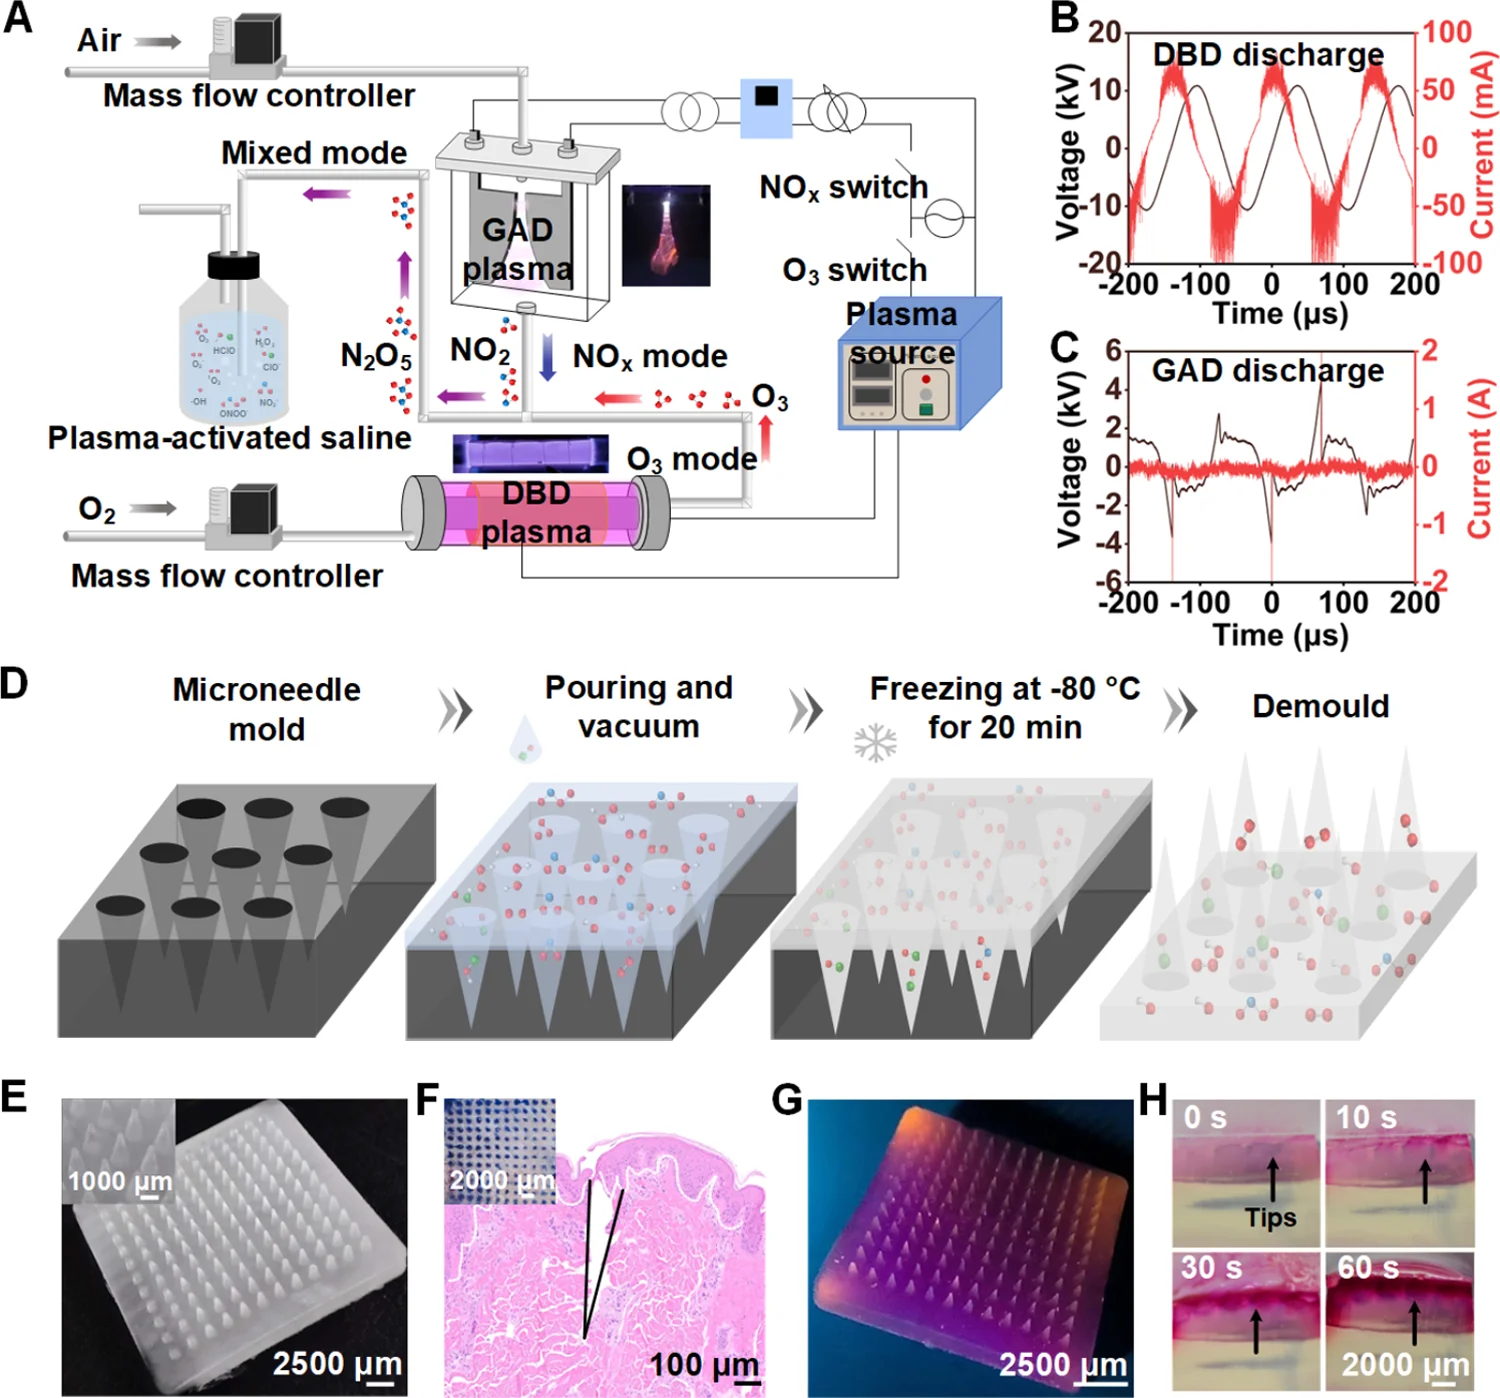 A
Air
Mass flow controller
Mixed mode
GAD
plasma
NOₓ switch
O₃ switch
Plasma
source
N₂O₅
NO₂
NOₓ mode
O₃
HClO
ClO⁻
ONOO⁻
Plasma-activated saline
O₃ mode
O₂
DBD
plasma
Mass flow controller
B
DBD discharge
Voltage (kV)
20
10
0
-10
-20
Current (mA)
100
50
0
-50
-100
-200 -100 0 100 200
Time (μs)
C
GAD discharge
Voltage (kV)
6
4
2
0
-2
-4
-6
Current (A)
2
1
0
-1
-2
-200 -100 0 100 200
Time (μs)
D
Microneedle
mold
Pouring and
vacuum
Freezing at -80 °C
for 20 min
Demould
E
1000 μm
2500 μm
F
2000 μm
100 μm
G
2500 μm
H
0 s
Tips
10 s
30 s
60 s
2000 μm